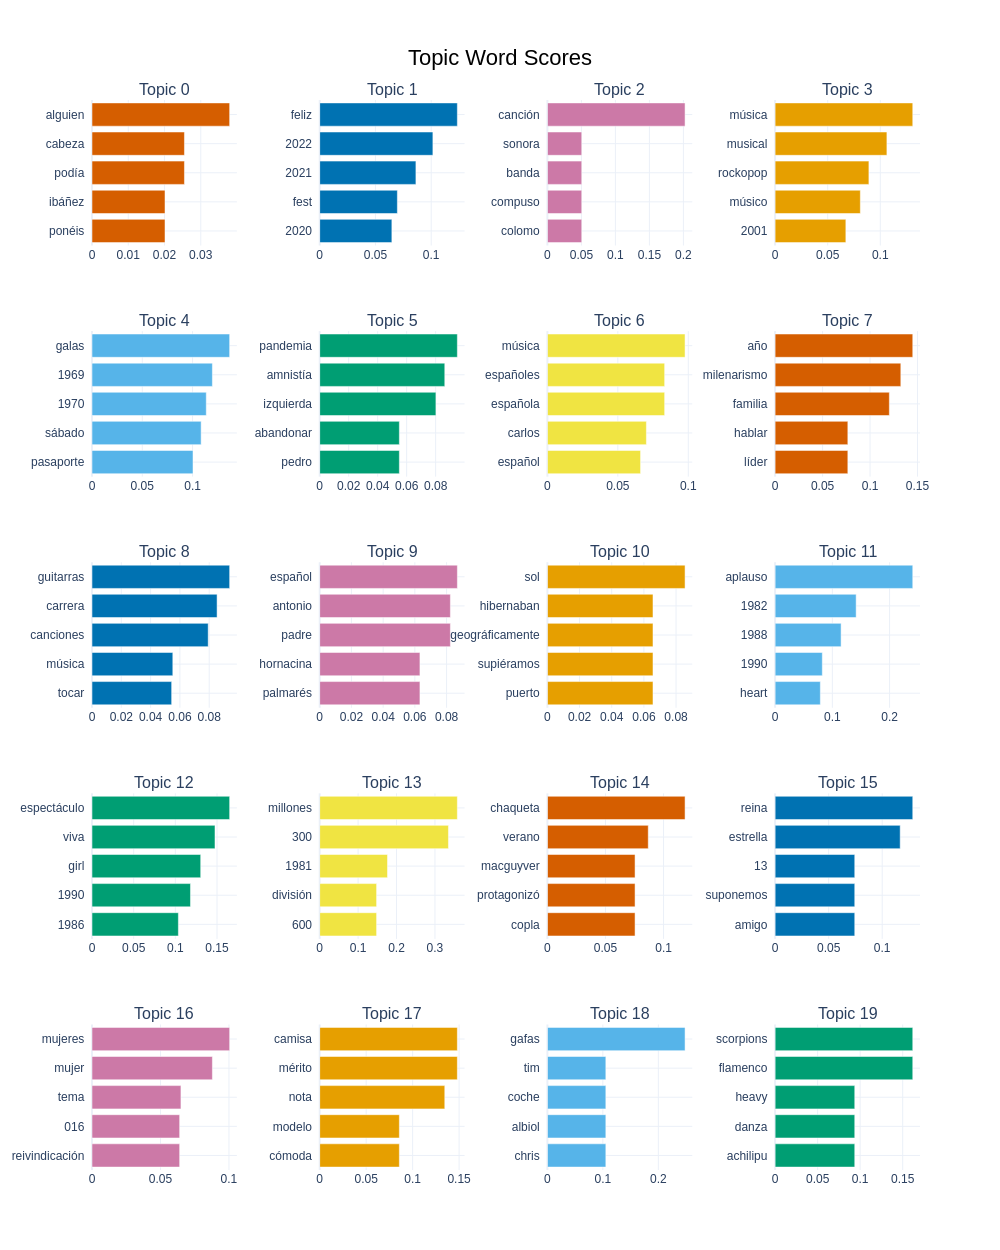 Topic Word Scores
Topic 0
alguien
cabeza
podía
ibáñez
ponéis
0 0.01 0.02 0.03
Topic 1
feliz
2022
2021
fest
2020
0 0.05 0.1
Topic 2
canción
sonora
banda
compuso
colomo
0 0.05 0.1 0.15 0.2
Topic 3
música
musical
rockopop
músico
2001
0 0.05 0.1
Topic 4
galas
1969
1970
sábado
pasaporte
0 0.05 0.1
Topic 5
pandemia
amnistía
izquierda
abandonar
pedro
0 0.02 0.04 0.06 0.08
Topic 6
música
españoles
española
carlos
español
0 0.05 0.1
Topic 7
año
milenarismo
familia
hablar
líder
0 0.05 0.1 0.15
Topic 8
guitarras
carrera
canciones
música
tocar
0 0.02 0.04 0.06 0.08
Topic 9
español
antonio
padre
hornacina
palmarés
0 0.02 0.04 0.06 0.08
Topic 10
sol
hibernaban
geográficamente
supiéramos
puerto
0 0.02 0.04 0.06 0.08
Topic 11
aplauso
1982
1988
1990
heart
0 0.1 0.2
Topic 12
espectáculo
viva
girl
1990
1986
0 0.05 0.1 0.15
Topic 13
millones
300
1981
división
600
0 0.1 0.2 0.3
Topic 14
chaqueta
verano
macguyver
protagonizó
copla
0 0.05 0.1
Topic 15
reina
estrella
13
suponemos
amigo
0 0.05 0.1
Topic 16
mujeres
mujer
tema
016
reivindicación
0 0.05 0.1
Topic 17
camisa
mérito
nota
modelo
cómoda
0 0.05 0.1 0.15
Topic 18
gafas
tim
coche
albiol
chris
0 0.1 0.2
Topic 19
scorpions
flamenco
heavy
danza
achilipu
0 0.05 0.1 0.15